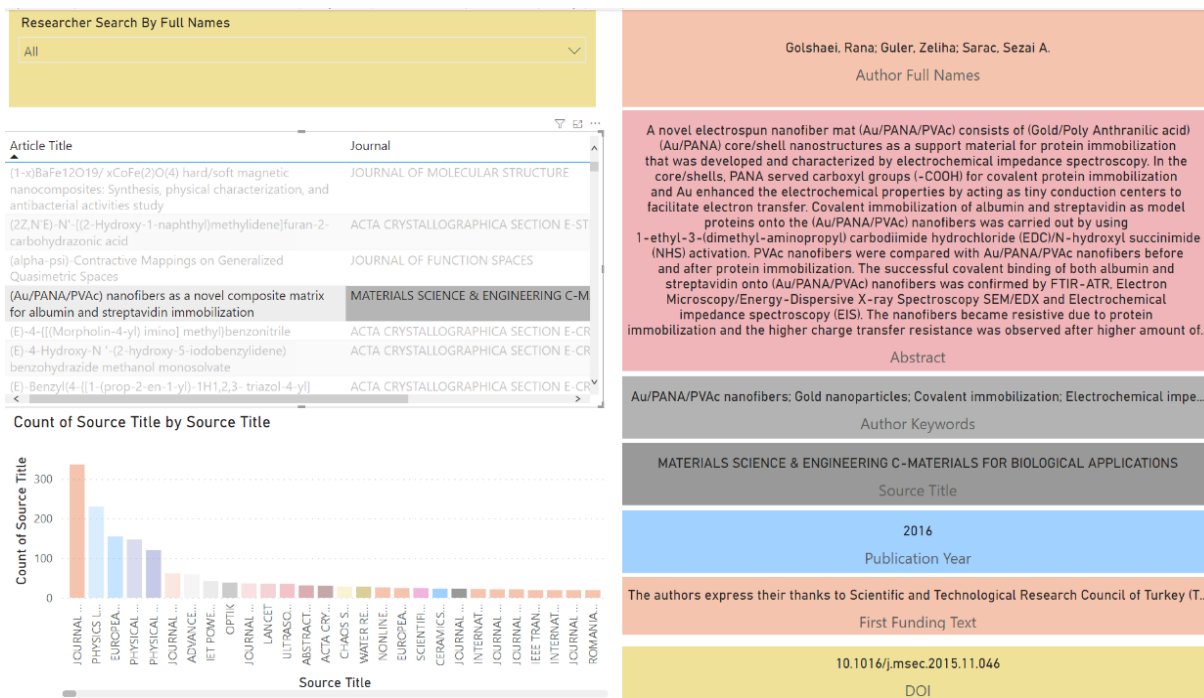 Researcher Search By Full Names
All
Article Title
Journal
(1-x)BaFe12O19/ xCoFe(2)O(4) hard/soft magnetic
nanocomposites: Synthesis, physical characterization, and
antibacterial activities study
JOURNAL OF MOLECULAR STRUCTURE
(2Z,N'E)-N'-[(2-Hydroxy-1-naphthyl)methylidene]furan-2-
carbohydrazonic acid
ACTA CRYSTALLOGRAPHICA SECTION E-ST
(alpha-psi)-Contractive Mappings on Generalized
Quasimetric Spaces
JOURNAL OF FUNCTION SPACES
(Au/PANA/PVAc) nanofibers as a novel composite matrix
for albumin and streptavidin immobilization
MATERIALS SCIENCE & ENGINEERING C-M
(E)-4-{[(Morpholin-4-yl) imino] methyl}benzonitrile
ACTA CRYSTALLOGRAPHICA SECTION E-CR
(E)-4-Hydroxy-N '-(2-hydroxy-5-iodobenzylidene)
benzohydrazide methanol monosolvate
ACTA CRYSTALLOGRAPHICA SECTION E-CR
(E)-Benzyl(4-{[1-(prop-2-en-1-yl)-1H1,2,3- triazol-4-yl]
ACTA CRYSTALLOGRAPHICA SECTION E-CR
Count of Source Title by Source Title
Count of Source Title
300
200
100
0
JOURNAL ...
PHYSICS L...
EUROPEA...
PHYSICAL ...
PHYSICAL ...
JOURNAL ...
ADVANCE...
IET POWE...
OPTIK
JOURNAL ...
LANCET
ULTRASO...
ABSTRACT...
ACTA CRY...
CHAOS S...
WATER RE...
NONLINE...
EUROPEA...
SCIENTIFI...
CERAMICS...
JOURNAL ...
INTERNAT...
JOURNAL ...
JOURNAL ...
IEEE TRAN...
INTERNAT...
JOURNAL ...
ROMANIA...
Source Title
Golshaei, Rana; Guler, Zeliha; Sarac, Sezai A.
Author Full Names
A novel electrospun nanofiber mat (Au/PANA/PVAc) consists of (Gold/Poly Anthranilic acid)
(Au/PANA) core/shell nanostructures as a support material for protein immobilization
that was developed and characterized by electrochemical impedance spectroscopy. In the
core/shells, PANA served carboxyl groups (-COOH) for covalent protein immobilization
and Au enhanced the electrochemical properties by acting as tiny conduction centers to
facilitate electron transfer. Covalent immobilization of albumin and streptavidin as model
proteins onto the (Au/PANA/PVAc) nanofibers was carried out by using
1-ethyl-3-(dimethyl-aminopropyl) carbodiimide hydrochloride (EDC)/N-hydroxyl succinimide
(NHS) activation. PVAc nanofibers were compared with Au/PANA/PVAc nanofibers before
and after protein immobilization. The successful covalent binding of both albumin and
streptavidin onto (Au/PANA/PVAc) nanofibers was confirmed by FTIR-ATR, Electron
Microscopy/Energy-Dispersive X-ray Spectroscopy SEM/EDX and Electrochemical
impedance spectroscopy (EIS). The nanofibers became resistive due to protein
immobilization and the higher charge transfer resistance was observed after higher amount of...
Abstract
Au/PANA/PVAc nanofibers; Gold nanoparticles; Covalent immobilization; Electrochemical impe...
Author Keywords
MATERIALS SCIENCE & ENGINEERING C-MATERIALS FOR BIOLOGICAL APPLICATIONS
Source Title
2016
Publication Year
The authors express their thanks to Scientific and Technological Research Council of Turkey (T...
First Funding Text
10.1016/j.msec.2015.11.046
DOI